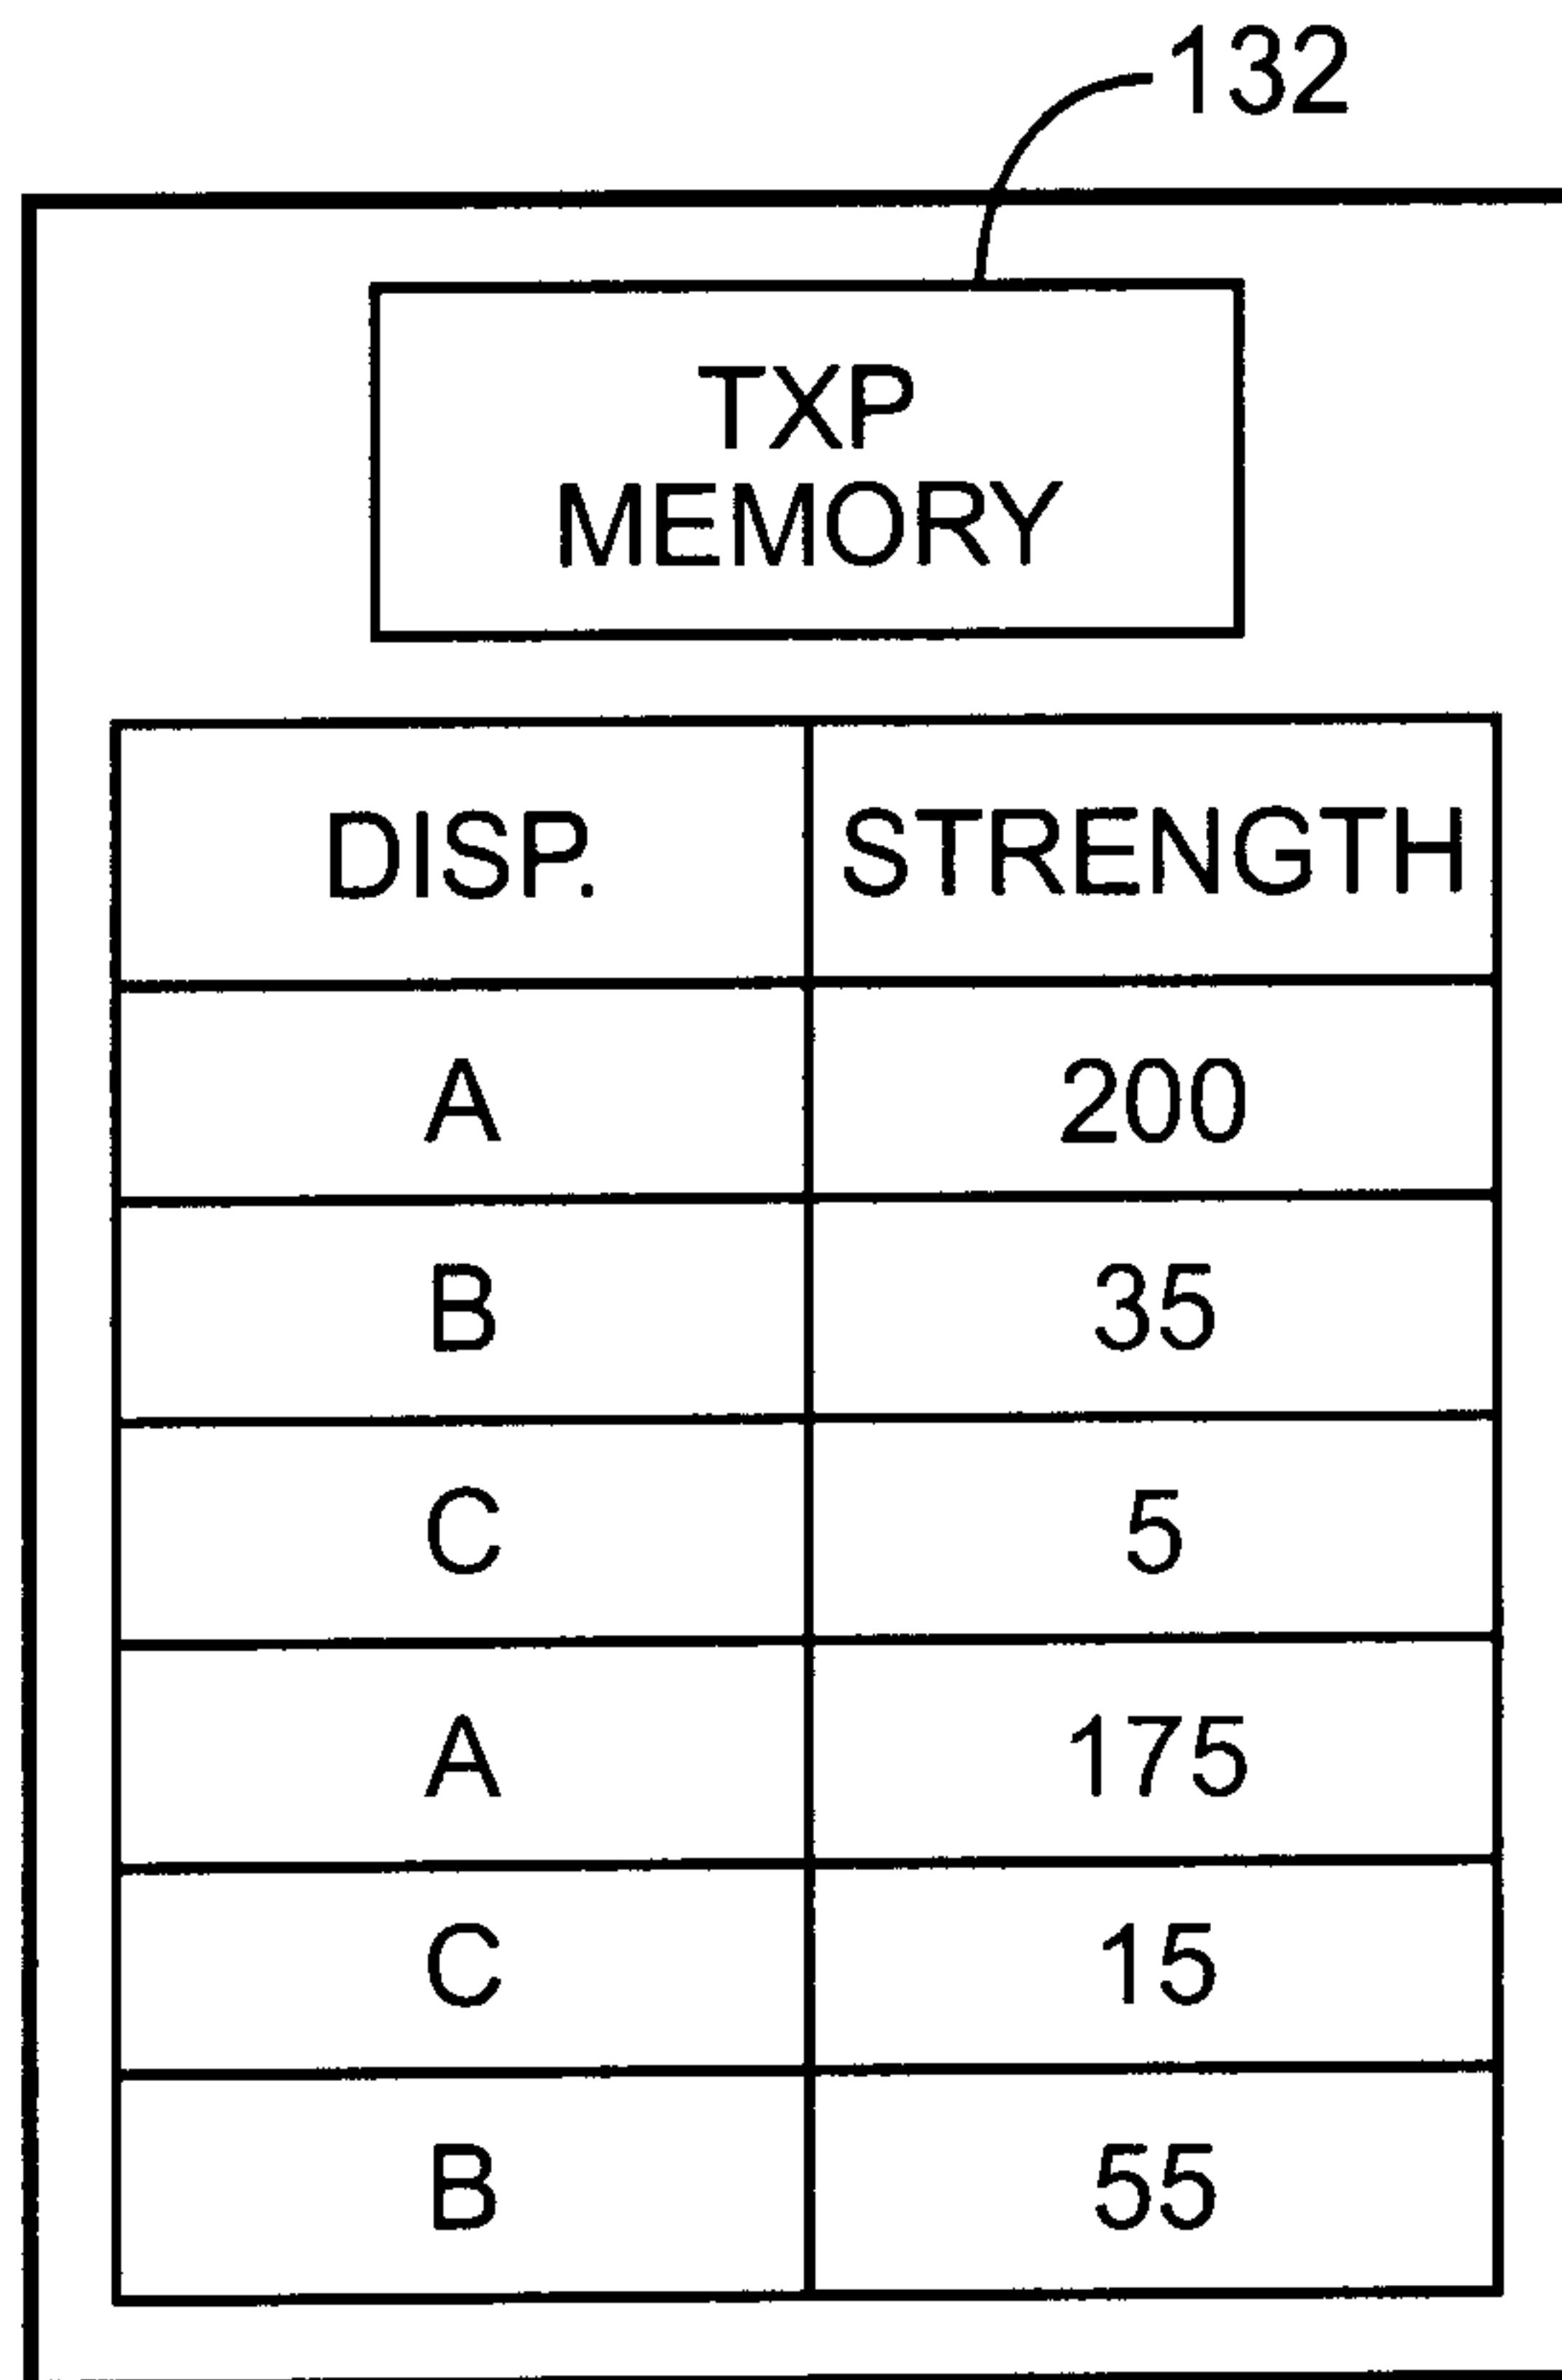 132
TXP
MEMORY
DISP. STRENGTH
A 200
B 35
C 5
A 175
C 15
B 55